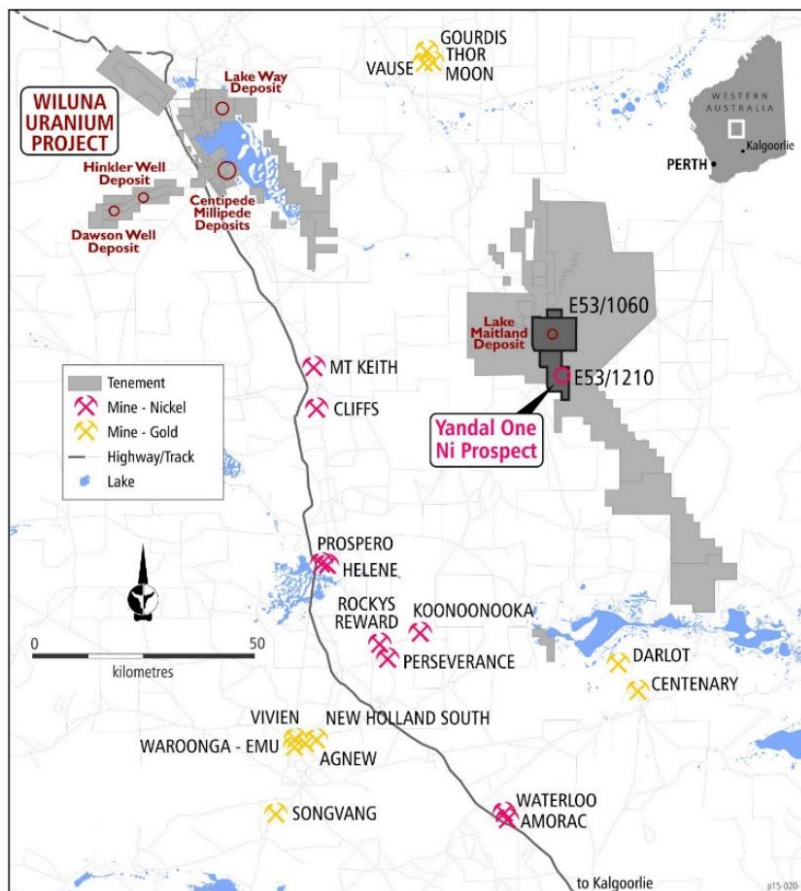 GOURDIS
THOR
VAUSE
MOON
WILUNA
URANIUM
PROJECT
Lake Way
Deposit
Hinkler Well
Deposit
Centipede
Millipede
Deposits
Dawson Well
Deposit
WESTERN
AUSTRALIA
Kalgoorlie
PERTH
E53/1060
Lake
Maitland
Deposit
E53/1210
Yandal One
Ni Prospect
MT KEITH
CLIFFS
Tenement
Mine - Nickel
Mine - Gold
Highway/Track
Lake
PROSPERO
HELENE
ROCKYS
REWARD
KOONOONOOKA
PERSEVERANCE
0
50
kilometres
DARLOT
CENTENARY
VIVIEN
NEW HOLLAND SOUTH
WAROONGA - EMU
AGNEW
SONGVANG
WATERLOO
AMORAC
to Kalgoorlie
p15-020